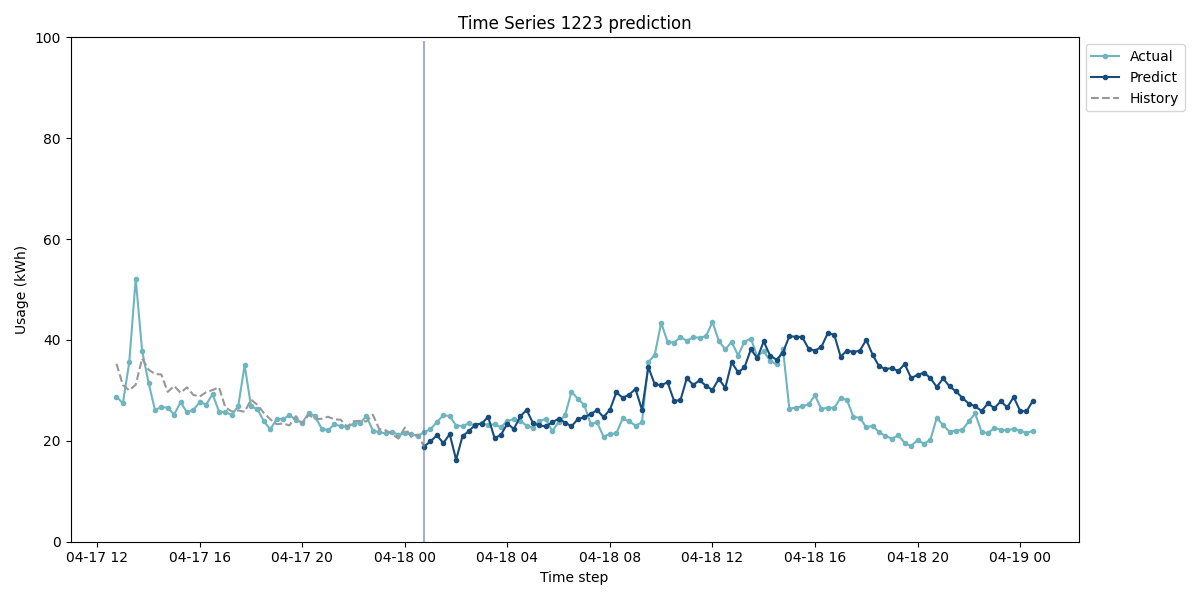 Time Series 1223 prediction
Usage (kWh)
100
80
60
40
20
0
04-17 12
04-17 16
04-17 20
04-18 00
04-18 04
04-18 08
04-18 12
04-18 16
04-18 20
04-19 00
Time step
Actual
Predict
History